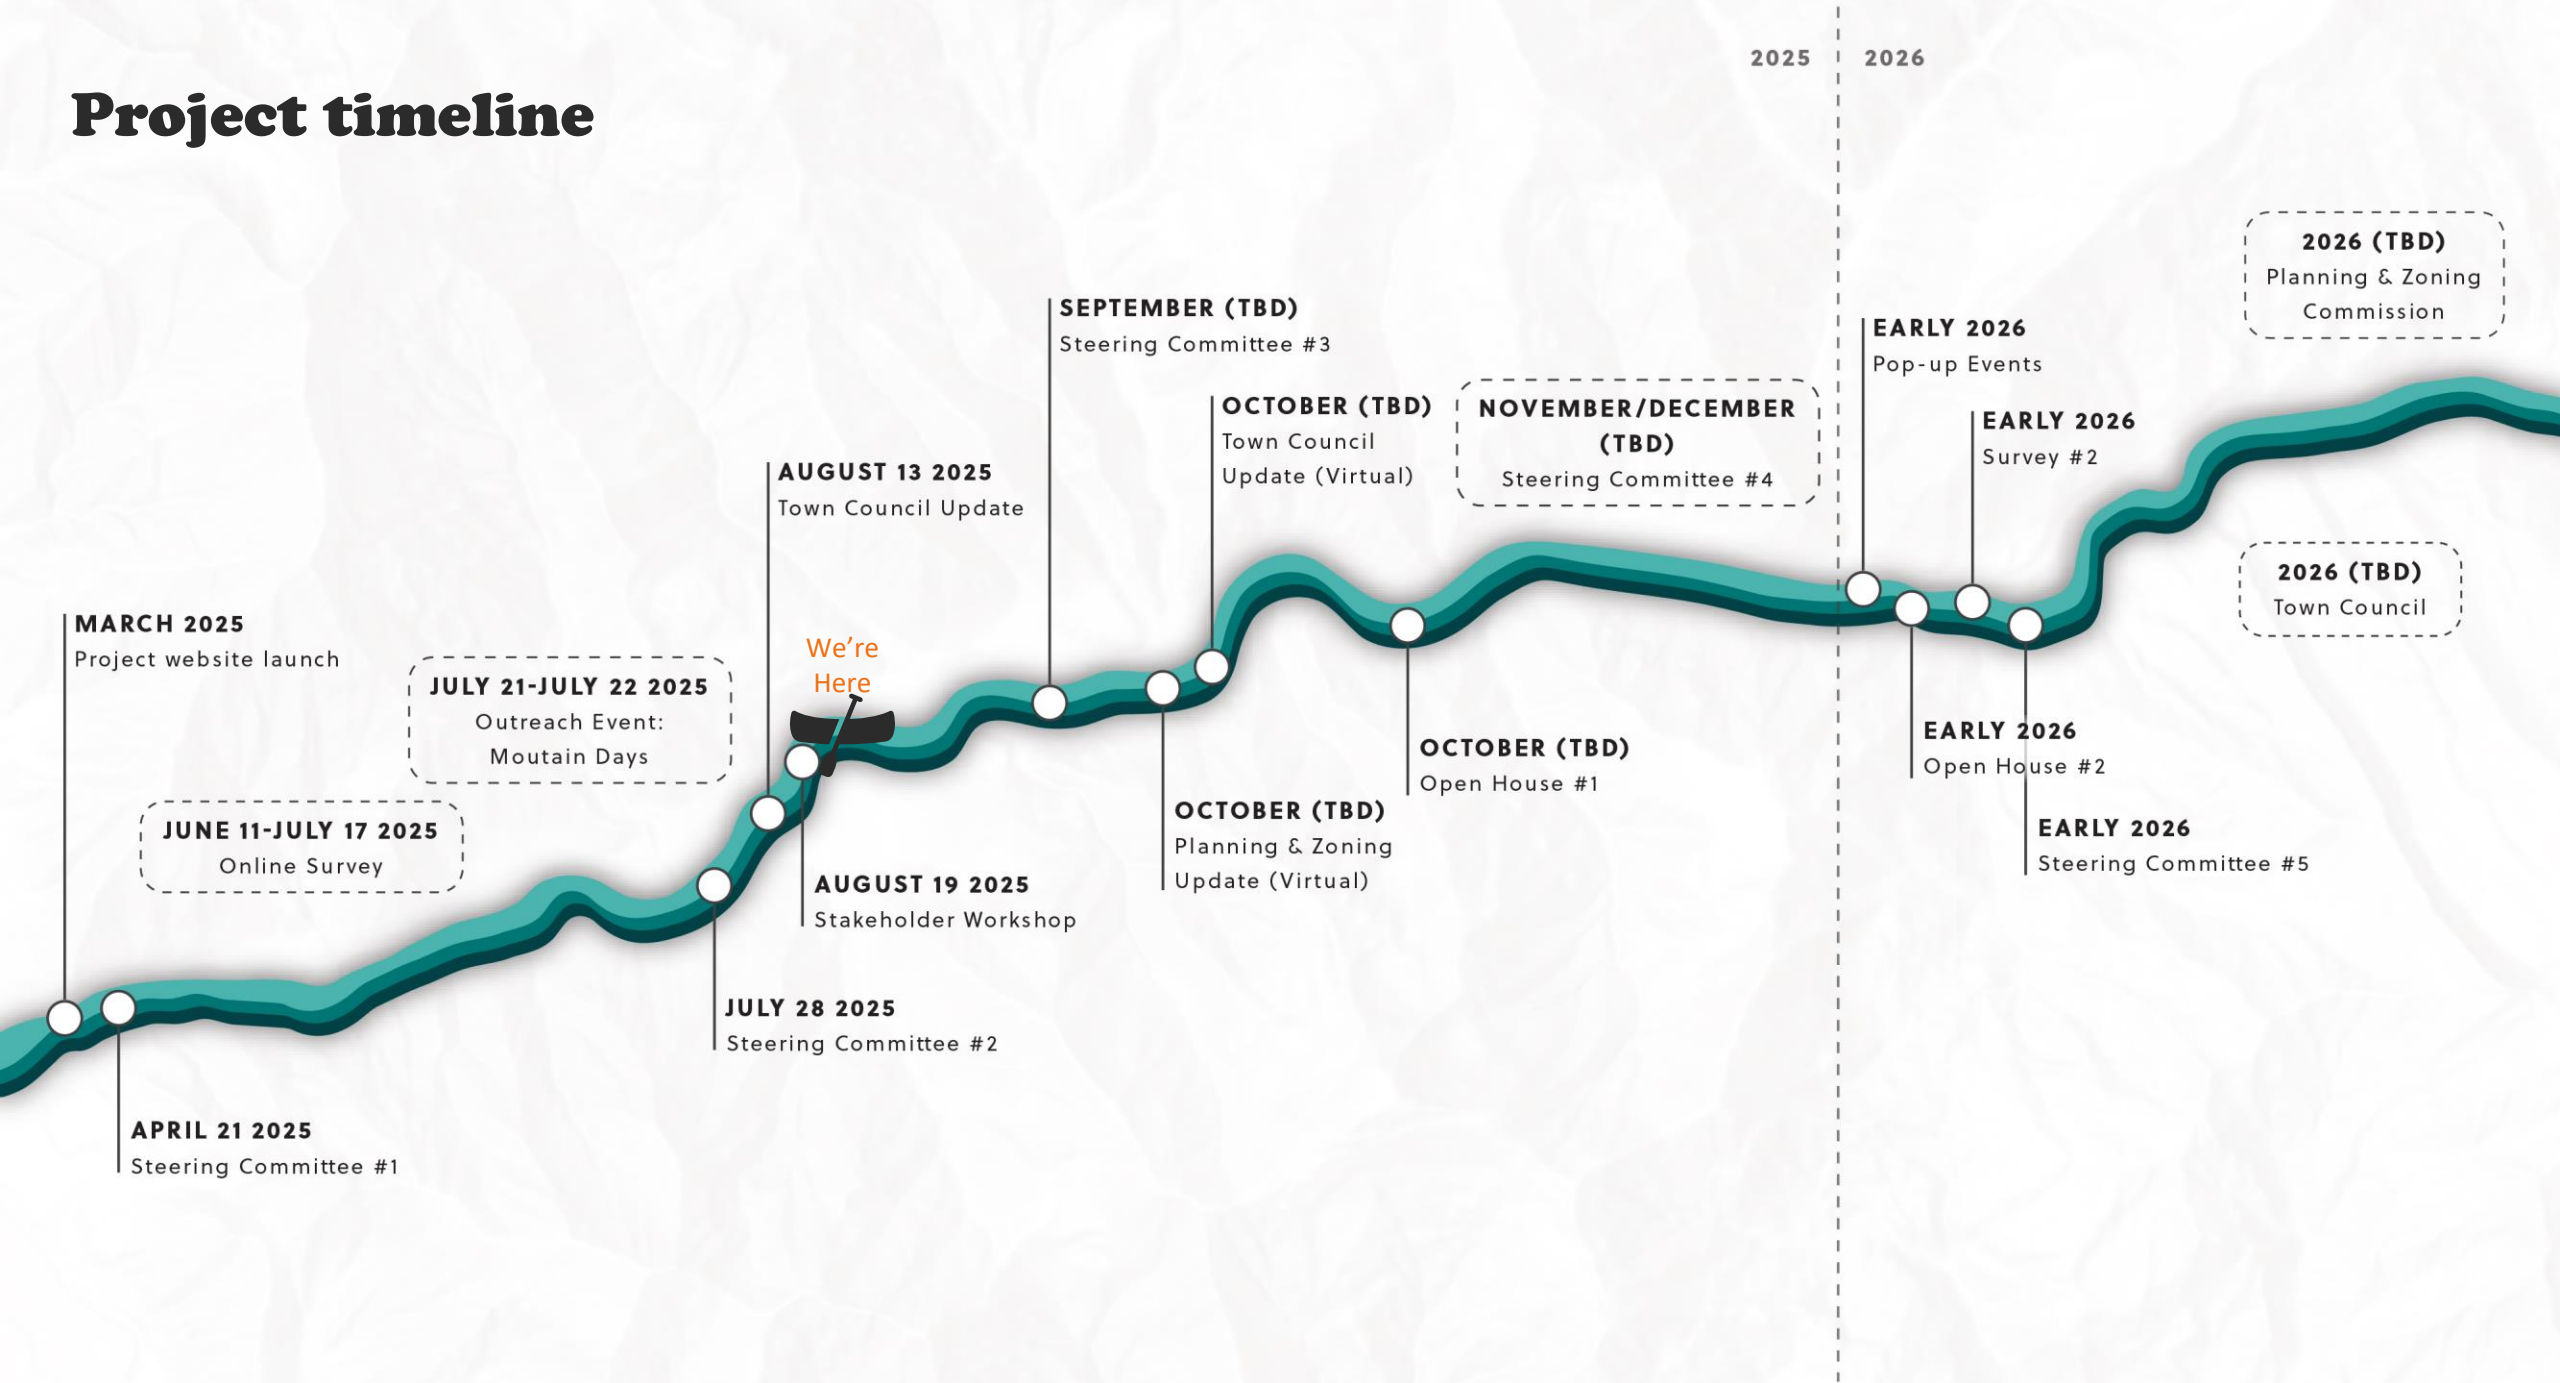 Project timeline
2025
2026
MARCH 2025
Project website launch
APRIL 21 2025
Steering Committee #1
JUNE 11-JULY 17 2025
Online Survey
JULY 21-JULY 22 2025
Outreach Event:
Moutain Days
JULY 28 2025
Steering Committee #2
AUGUST 13 2025
Town Council Update
We’re
Here
AUGUST 19 2025
Stakeholder Workshop
SEPTEMBER (TBD)
Steering Committee #3
OCTOBER (TBD)
Planning & Zoning
Update (Virtual)
OCTOBER (TBD)
Town Council
Update (Virtual)
OCTOBER (TBD)
Open House #1
NOVEMBER/DECEMBER
(TBD)
Steering Committee #4
EARLY 2026
Pop-up Events
EARLY 2026
Open House #2
EARLY 2026
Survey #2
EARLY 2026
Steering Committee #5
2026 (TBD)
Planning & Zoning
Commission
2026 (TBD)
Town Council